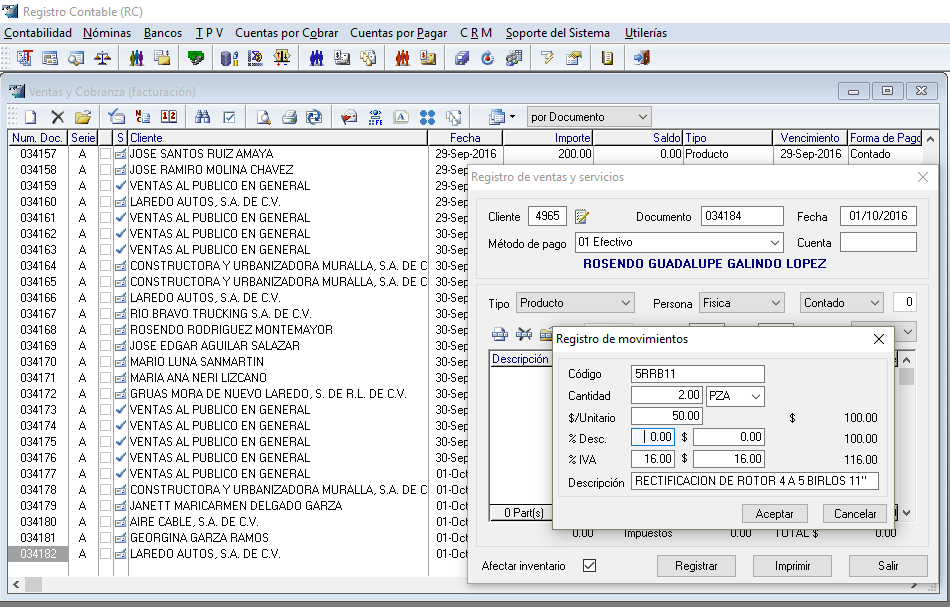 Registro Contable (RC)
Contabilidad Nóminas Bancos T P V Cuentas por Cobrar Cuentas por Pagar C R M Soporte del Sistema Utilerías
Ventas y Cobranza (facturación)
por Documento
Num. Doc. Serie S Cliente Fecha Importe Saldo Tipo Vencimiento Forma de Pago
034157 A JOSE SANTOS RUIZ AMAYA 29-Sep-2016 200.00 0.00 Producto 29-Sep-2016 Contado
034158 A JOSE RAMIRO MOLINA CHAVEZ 29-Sep
034159 A VENTAS AL PUBLICO EN GENERAL 29-Sep
034160 A LAREDO AUTOS, S.A. DE C.V. 29-Sep
034161 A VENTAS AL PUBLICO EN GENERAL 29-Sep
034162 A VENTAS AL PUBLICO EN GENERAL 30-Sep
034163 A VENTAS AL PUBLICO EN GENERAL 30-Sep
034164 A CONSTRUCTORA Y URBANIZADORA MURALLA, S.A. DE C 30-Sep
034165 A CONSTRUCTORA Y URBANIZADORA MURALLA, S.A. DE C 30-Sep
034166 A LAREDO AUTOS, S.A. DE C.V. 30-Sep
034167 A RIO BRAVO TRUCKING S.A. DE C.V. 30-Sep
034168 A ROSENDO RODRIGUEZ MONTEMAYOR 30-Sep
034169 A JOSE EDGAR AGUILAR SALAZAR 30-Sep
034170 A MARIO LUNA SANMARTIN 30-Sep
034171 A MARIA ANA NERI LIZCANO 30-Sep
034172 A GRUAS MORA DE NUEVO LAREDO, S. DE R.L. DE C.V. 30-Sep
034173 A VENTAS AL PUBLICO EN GENERAL 30-Sep
034174 A VENTAS AL PUBLICO EN GENERAL 30-Sep
034175 A VENTAS AL PUBLICO EN GENERAL 30-Sep
034176 A VENTAS AL PUBLICO EN GENERAL 30-Sep
034177 A VENTAS AL PUBLICO EN GENERAL 01-Oct
034178 A CONSTRUCTORA Y URBANIZADORA MURALLA, S.A. DE C 01-Oct
034179 A JANETT MARICARMEN DELGADO GARZA 01-Oct
034180 A AIRE CABLE, S.A. DE C.V. 01-Oct
034181 A GEORGINA GARZA RAMOS 01-Oct
034182 A LAREDO AUTOS, S.A. DE C.V. 01-Oct
Registro de ventas y servicios
Cliente 4965 Documento 034184 Fecha 01/10/2016
Método de pago 01 Efectivo Cuenta
ROSENDO GUADALUPE GALINDO LOPEZ
Tipo Producto Persona Fisica Contado 0
Descripción
0 Part(s)
0.00 Impuestos 0.00 TOTAL $ 0.00
Afectar inventario Registrar Imprimir Salir
Registro de movimientos
Código 5RRB11
Cantidad 2.00 PZA
$/Unitario 50.00 $ 100.00
% Desc. 0.00 $ 0.00 100.00
% IVA 16.00 $ 16.00 116.00
Descripción RECTIFICACION DE ROTOR 4 A 5 BIRLOS 11"
Aceptar Cancelar